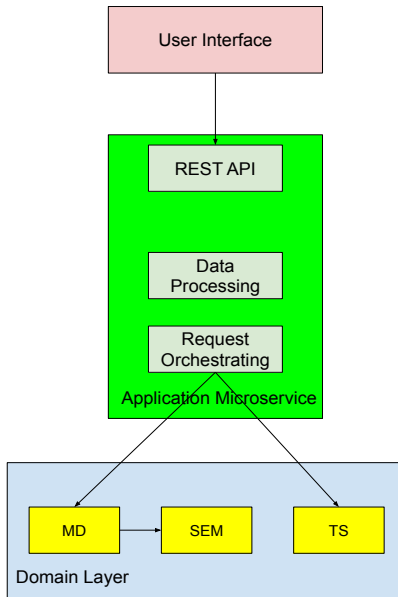 User Interface
REST API
Data
Processing
Request
Orchestrating
Application Microservice
MD
SEM
TS
Domain Layer